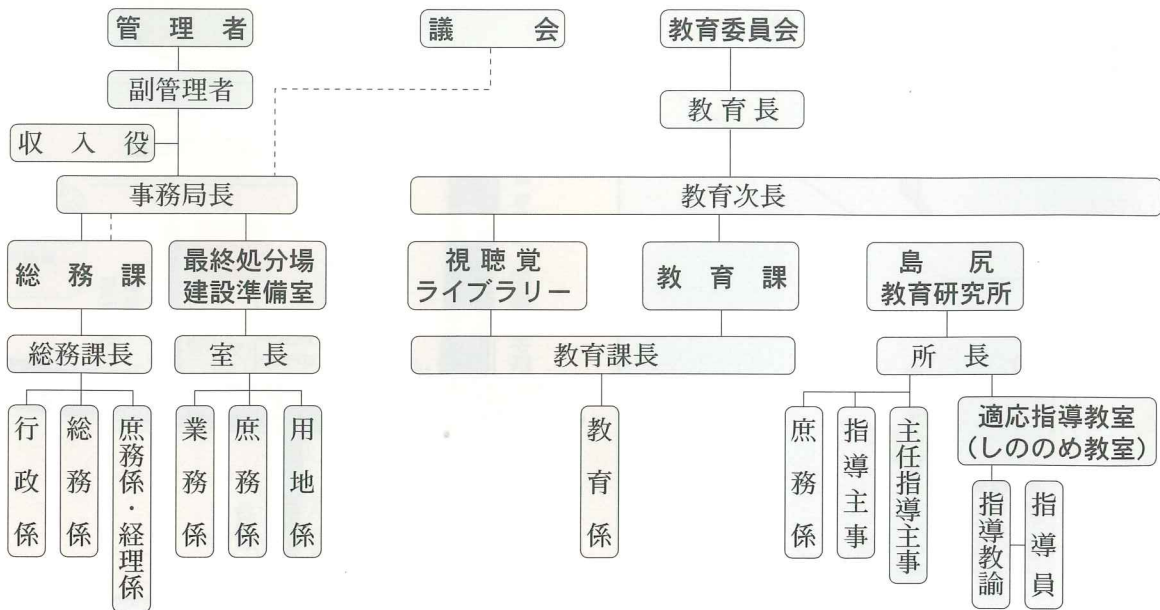 管理者
議会
教育委員会
副管理者
教育長
収入役
事務局長
教育次長
総務課
最終処分場
建設準備室
視聴覚
ライブラリー
教育課
島尻
教育研究所
総務課長
室長
教育課長
所長
行政係
総務係
庶務係・経理係
業務係
庶務係
用地係
教育係
庶務係
指導主事
主任指導主事
適応指導教室
(しののめ教室)
指導教諭
指導員